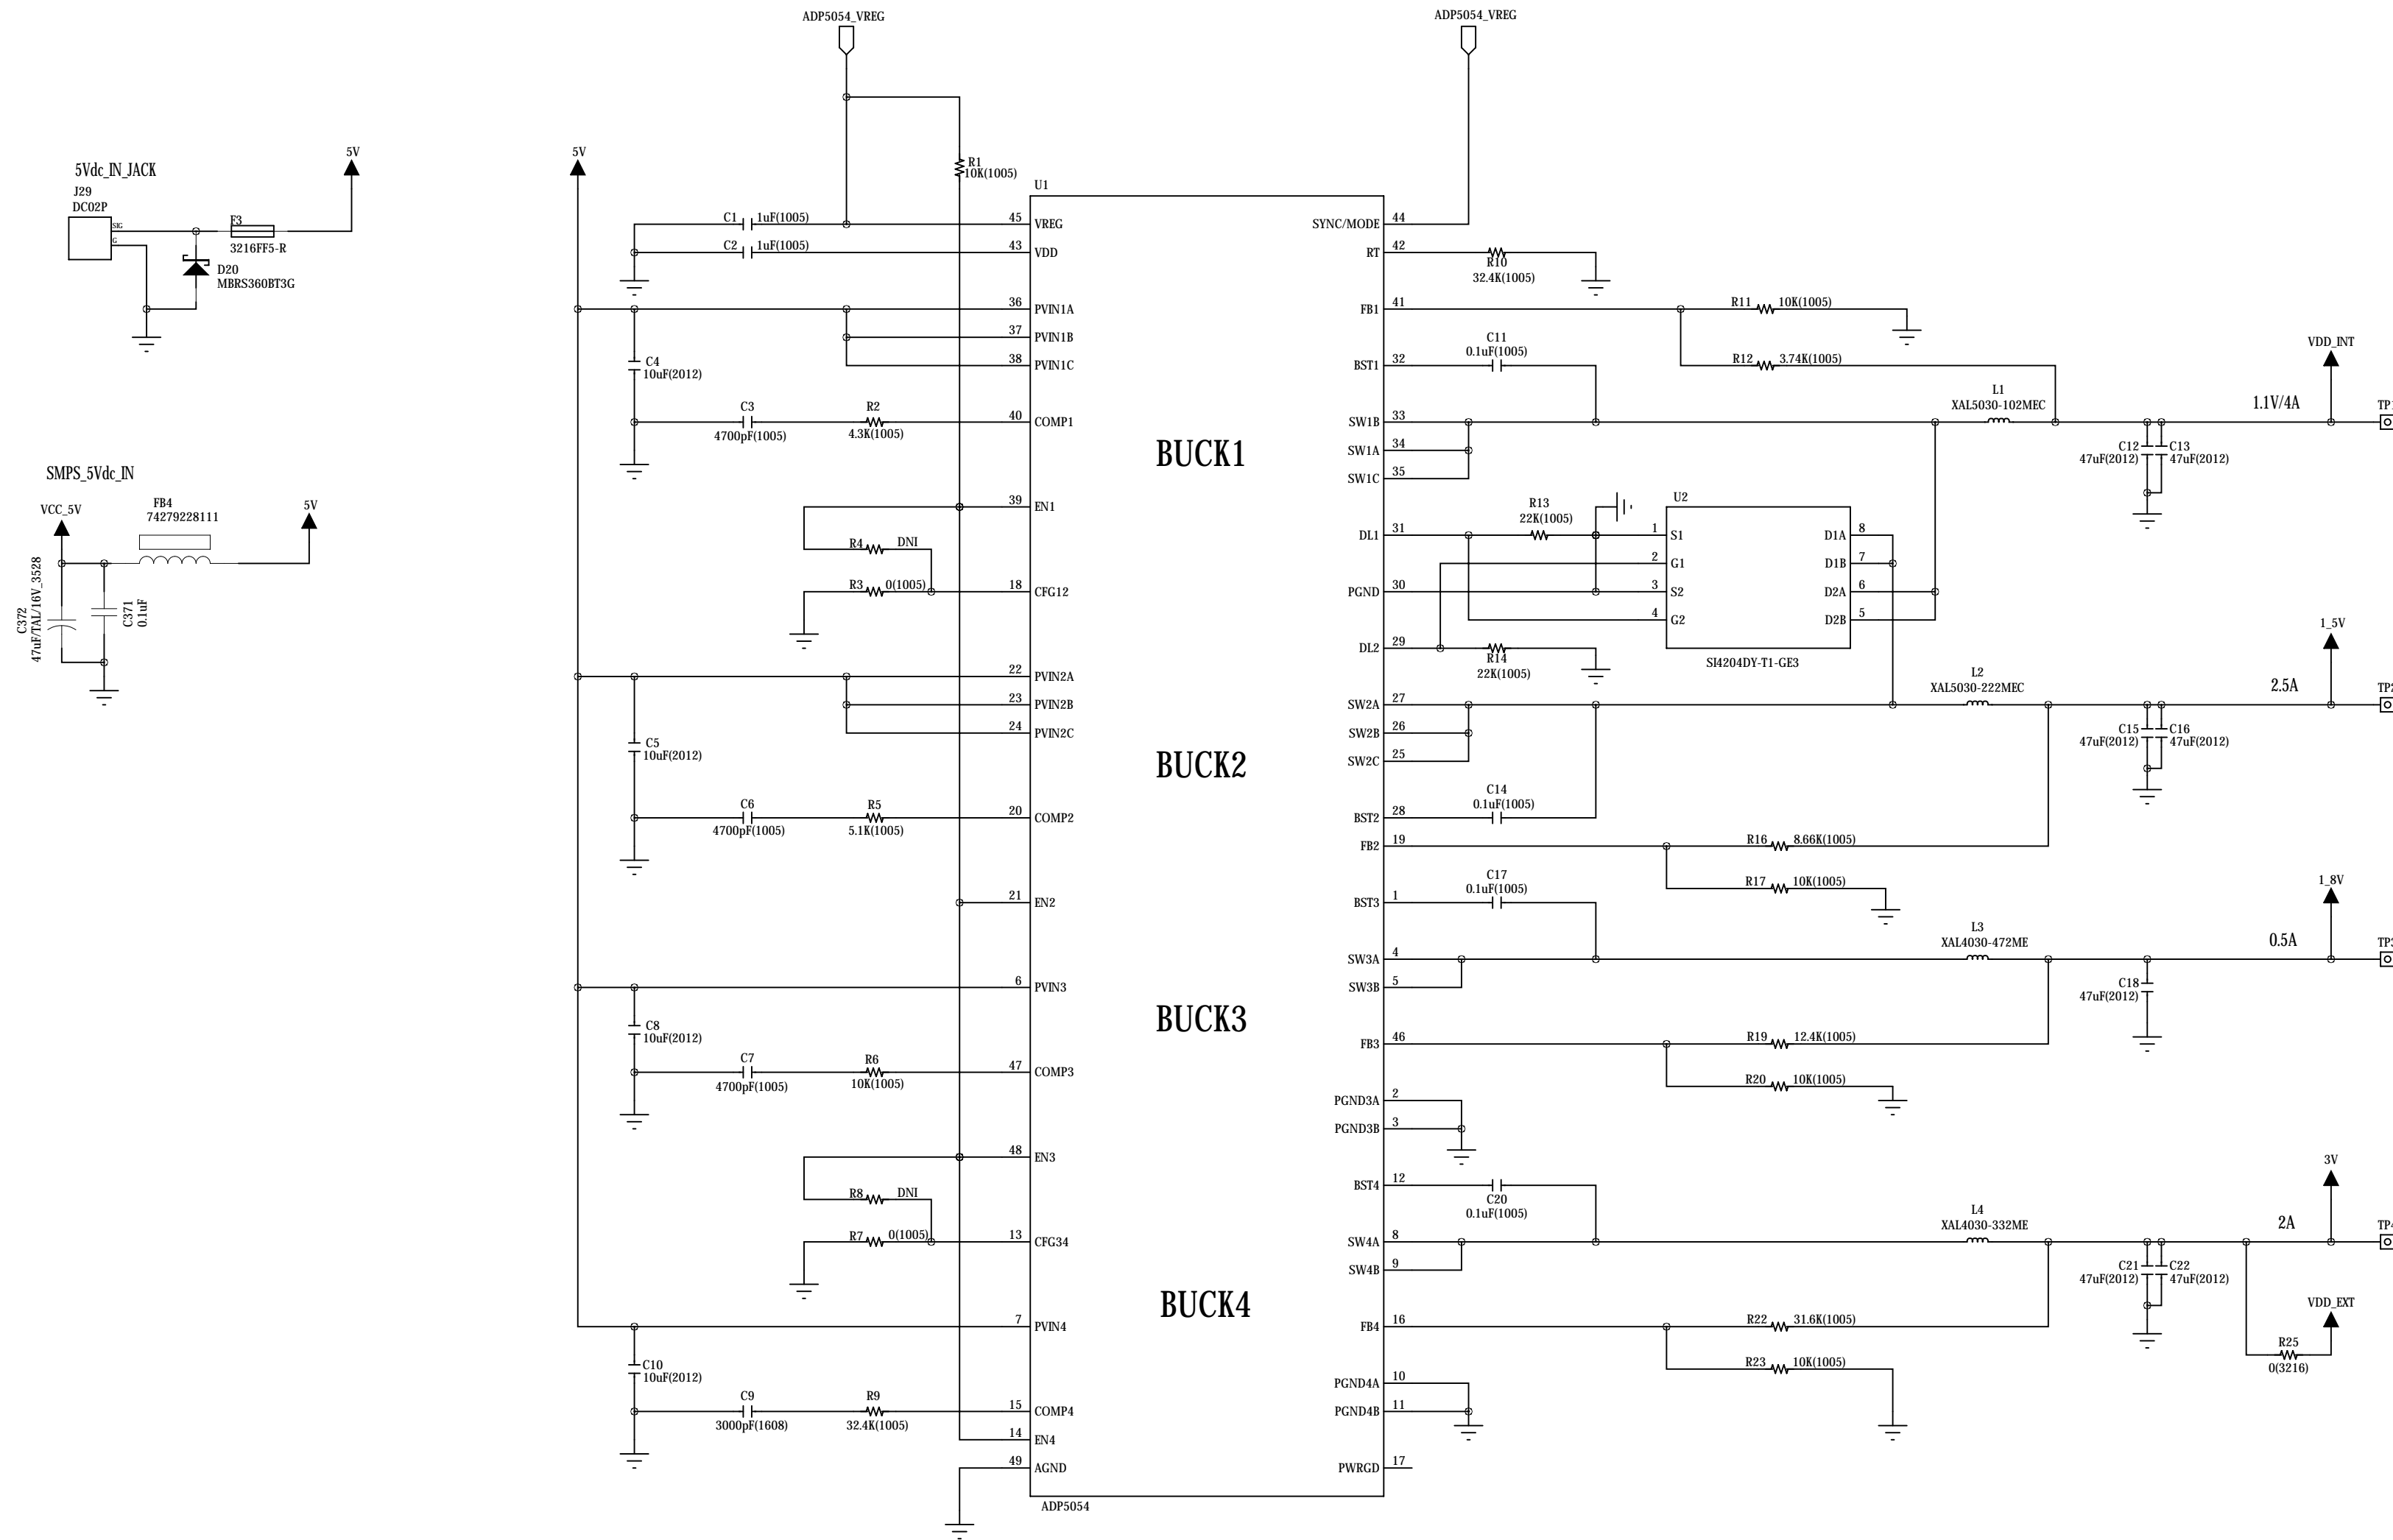 ADP5054_VREG
ADP5054_VREG
5Vdc_IN_JACK
J29
DC02P
SIG
G
F3
3216FF5-R
D20
MBRS360BT3G
5V
SMPS_5Vdc_IN
VCC_5V
FB4
74279228111
5V
C372
47uF/TAL/16V_3528
C371
0.1uF
5V
R1
10K(1005)
C1
1uF(1005)
C2
1uF(1005)
C4
10uF(2012)
C3
4700pF(1005)
R2
4.3K(1005)
R4
DNI
R3
0(1005)
C5
10uF(2012)
C6
4700pF(1005)
R5
5.1K(1005)
C8
10uF(2012)
C7
4700pF(1005)
R6
10K(1005)
R8
DNI
R7
0(1005)
C10
10uF(2012)
C9
3000pF(1608)
R9
32.4K(1005)
U1
45 VREG
43 VDD
36 PVIN1A
37 PVIN1B
38 PVIN1C
40 COMP1
39 EN1
18 CFG12
22 PVIN2A
23 PVIN2B
24 PVIN2C
20 COMP2
21 EN2
6 PVIN3
47 COMP3
48 EN3
13 CFG34
7 PVIN4
15 COMP4
14 EN4
49 AGND
ADP5054
BUCK1
BUCK2
BUCK3
BUCK4
SYNC/MODE 44
RT 42
FB1 41
BST1 32
SW1B 33
SW1A 34
SW1C 35
DL1 31
PGND 30
DL2 29
SW2A 27
SW2B 26
SW2C 25
BST2 28
FB2 19
BST3 1
SW3A 4
SW3B 5
FB3 46
PGND3A 2
PGND3B 3
BST4 12
SW4A 8
SW4B 9
FB4 16
PGND4A 10
PGND4B 11
PWRGD 17
R10
32.4K(1005)
R11
10K(1005)
C11
0.1uF(1005)
R12
3.74K(1005)
L1
XAL5030-102MEC
1.1V/4A
VDD_INT
TP1
C12
47uF(2012)
C13
47uF(2012)
R13
22K(1005)
U2
1 S1
2 G1
3 S2
4 G2
D1A 8
D1B 7
D2A 6
D2B 5
SI4204DY-T1-GE3
R14
22K(1005)
L2
XAL5030-222MEC
2.5A
1_5V
TP2
C15
47uF(2012)
C16
47uF(2012)
C14
0.1uF(1005)
R16
8.66K(1005)
R17
10K(1005)
C17
0.1uF(1005)
L3
XAL4030-472ME
0.5A
1_8V
TP3
C18
47uF(2012)
R19
12.4K(1005)
R20
10K(1005)
C20
0.1uF(1005)
L4
XAL4030-332ME
2A
3V
TP4
C21
47uF(2012)
C22
47uF(2012)
R22
31.6K(1005)
R23
10K(1005)
VDD_EXT
R25
0(3216)